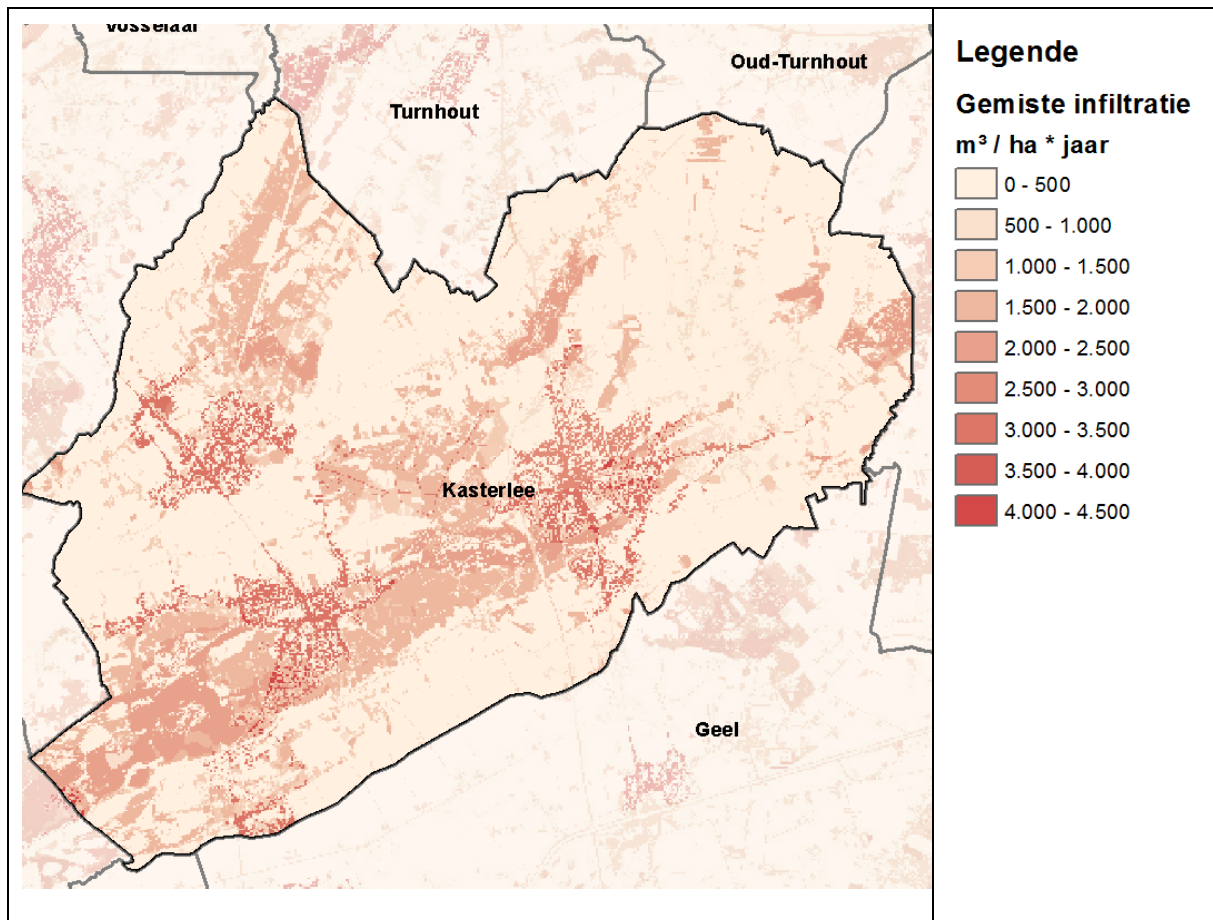 Vosselaar
Oud-Turnhout
Turnhout
Kasterlee
Geel
Legende
Gemiste infiltratie
m³ / ha * jaar
0 - 500
500 - 1.000
1.000 - 1.500
1.500 - 2.000
2.000 - 2.500
2.500 - 3.000
3.000 - 3.500
3.500 - 4.000
4.000 - 4.500